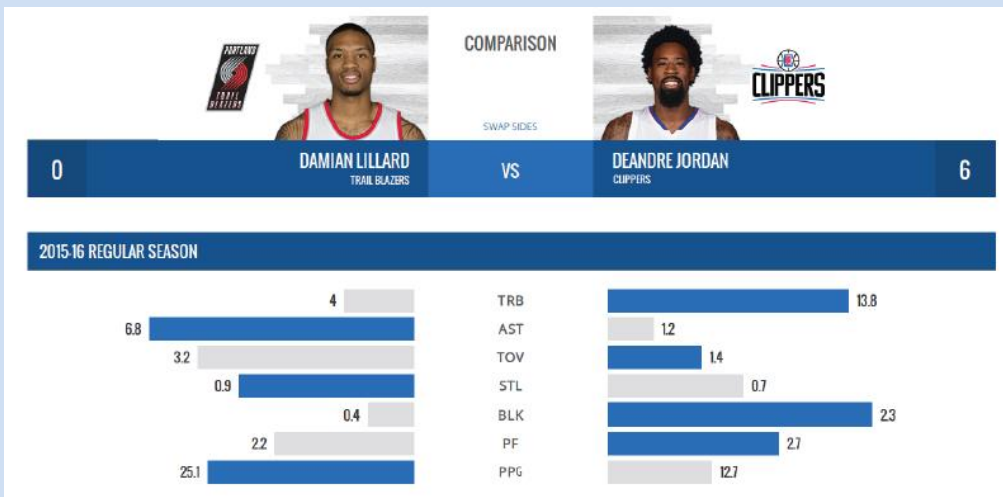 PORTLAND
TRAIL BLAZERS
COMPARISON
CLIPPERS
SWAP SIDES
0
DAMIAN LILLARD
TRAIL BLAZERS
VS
DEANDRE JORDAN
CLIPPERS
6
2015-16 REGULAR SEASON
4 TRB 13.8
6.8 AST 1.2
3.2 TOV 1.4
0.9 STL 0.7
0.4 BLK 2.3
2.2 PF 2.7
25.1 PPG 12.7